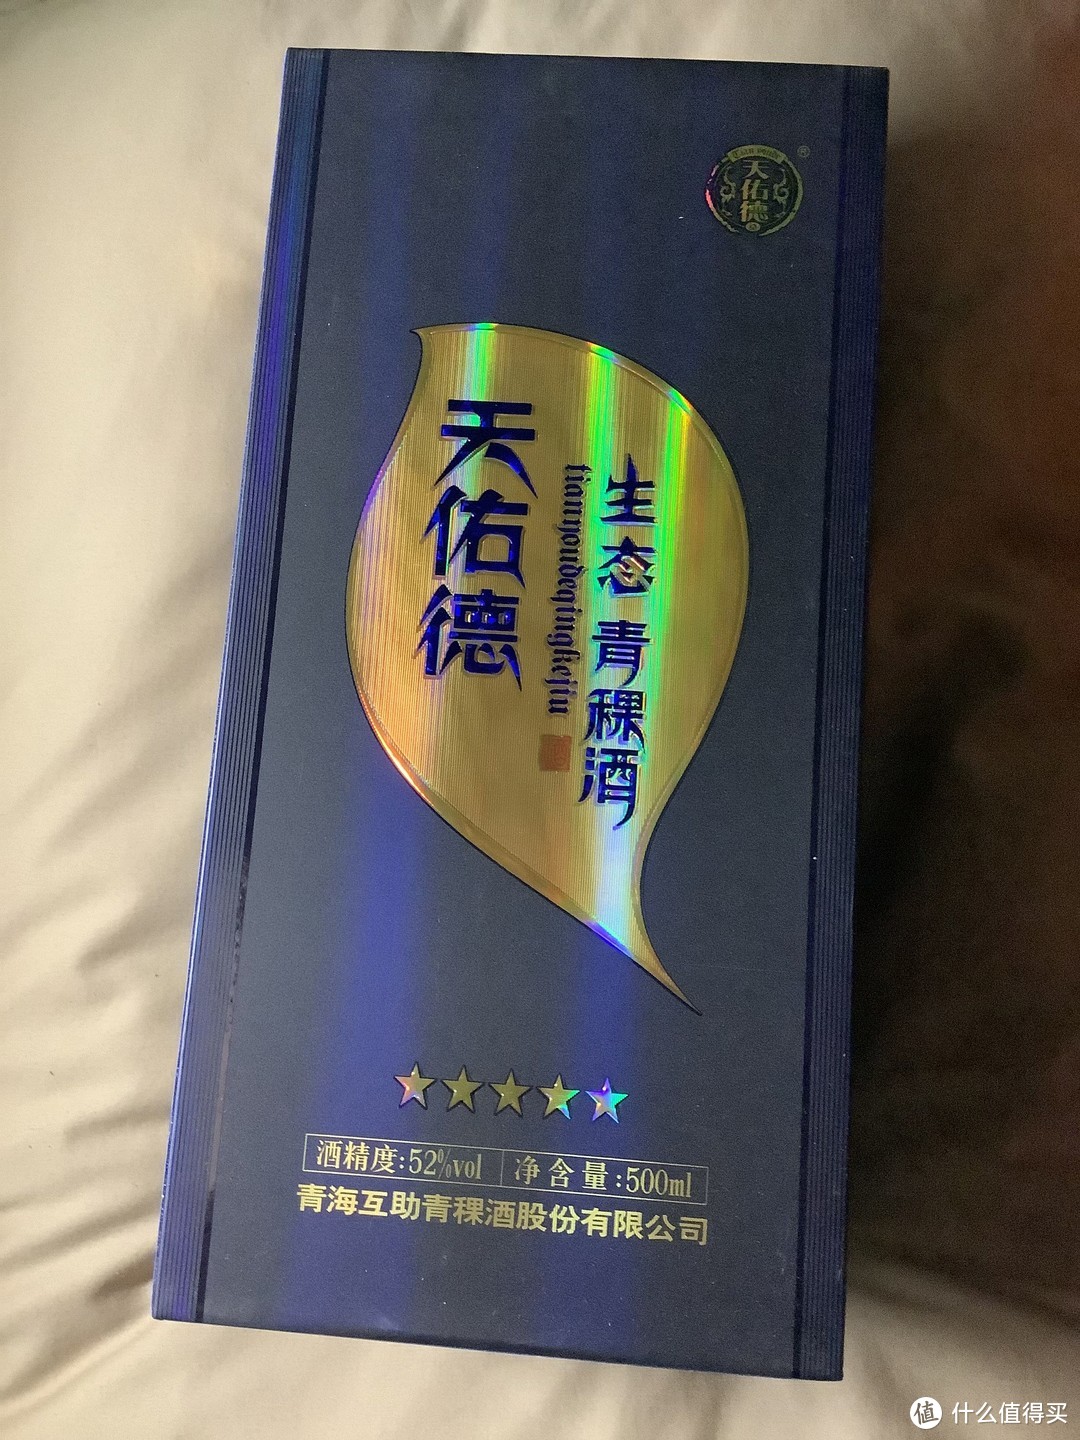 天佑德
®
天佑德
生态青稞酒
tianyoudeqingkejiu
酒精度:52%vol 净含量:500ml
青海互助青稞酒股份有限公司
值 什么值得买